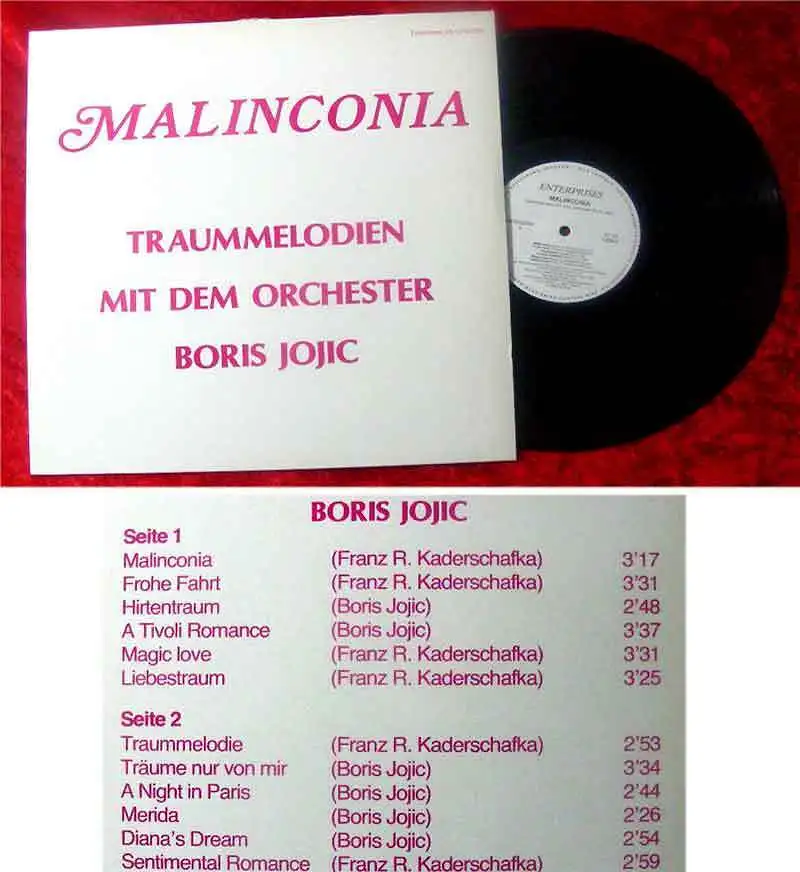 MALINCONIA
TRAUMMELODIEN
MIT DEM ORCHESTER
BORIS JOJIC
ENTERPRISES
MALINCONIA
BORIS JOJIC
Seite 1
Malinconia (Franz R. Kaderschafka) 3'17
Frohe Fahrt (Franz R. Kaderschafka) 3'31
Hirtentraum (Boris Jojic) 2'48
A Tivoli Romance (Boris Jojic) 3'37
Magic love (Franz R. Kaderschafka) 3'31
Liebestraum (Franz R. Kaderschafka) 3'25
Seite 2
Traummelodie (Franz R. Kaderschafka) 2'53
Träume nur von mir (Boris Jojic) 3'34
A Night in Paris (Boris Jojic) 2'44
Merida (Boris Jojic) 2'26
Diana's Dream (Boris Jojic) 2'54
Sentimental Romance (Franz R. Kaderschafka) 2'59